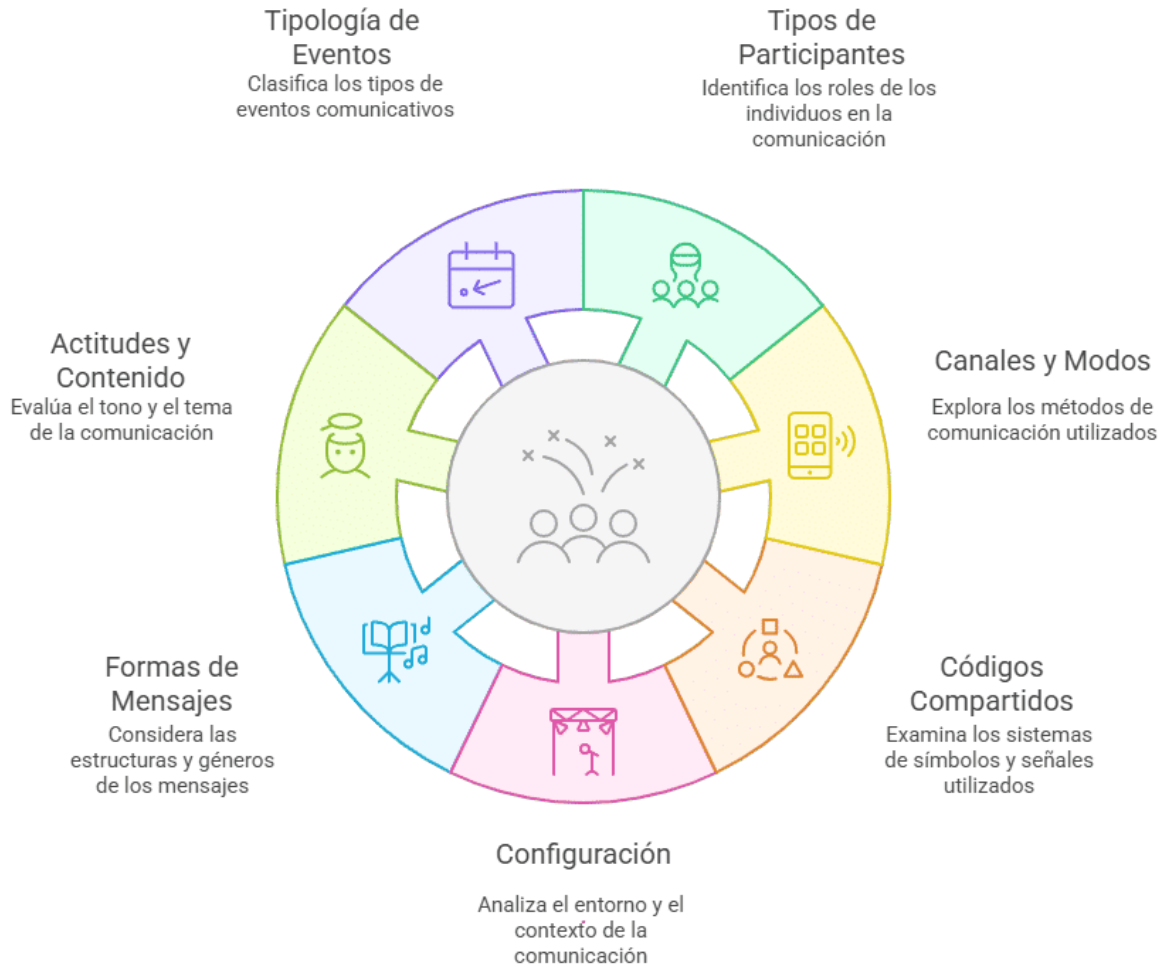 Tipología de
Eventos
Clasifica los tipos de
eventos comunicativos
Tipos de
Participantes
Identifica los roles de los
individuos en la
comunicación
Actitudes y
Contenido
Evalúa el tono y el tema
de la comunicación
Canales y Modos
Explora los métodos de
comunicación utilizados
Formas de
Mensajes
Considera las
estructuras y géneros
de los mensajes
Códigos
Compartidos
Examina los sistemas
de símbolos y señales
utilizados
Configuración
Analiza el entorno y el
contexto de la
comunicación